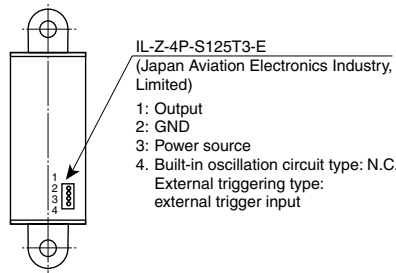 IL-Z-4P-S125T3-E
(Japan Aviation Electronics Industry,
Limited)
1: Output
2: GND
3: Power source
4. Built-in oscillation circuit type: N.C.
External triggering type:
external trigger input
1
2
3
4